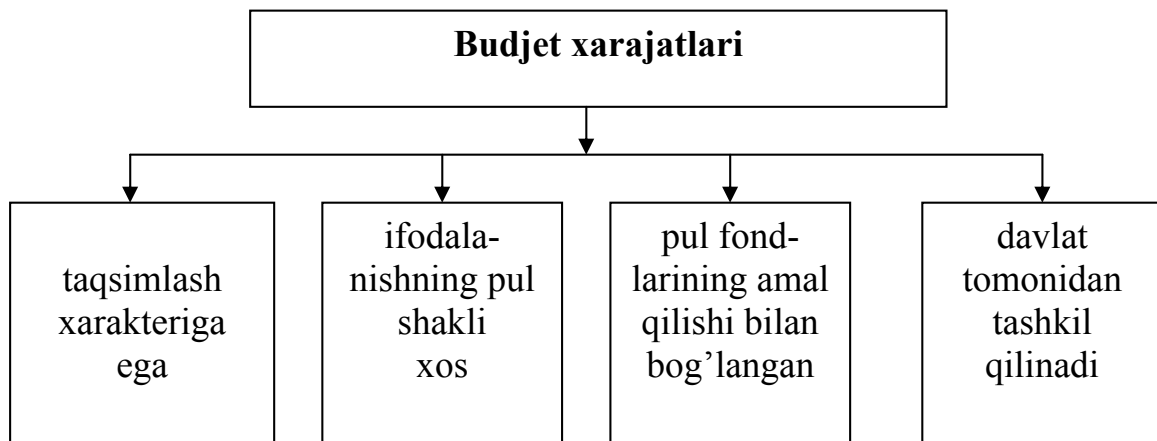 Budjet xarajatlari
taqsimlash
xarakteriga
ega
ifodala-
nishning pul
shakli
xos
pul fond-
larining amal
qilishi bilan
bog’langan
davlat
tomonidan
tashkil
qilinadi